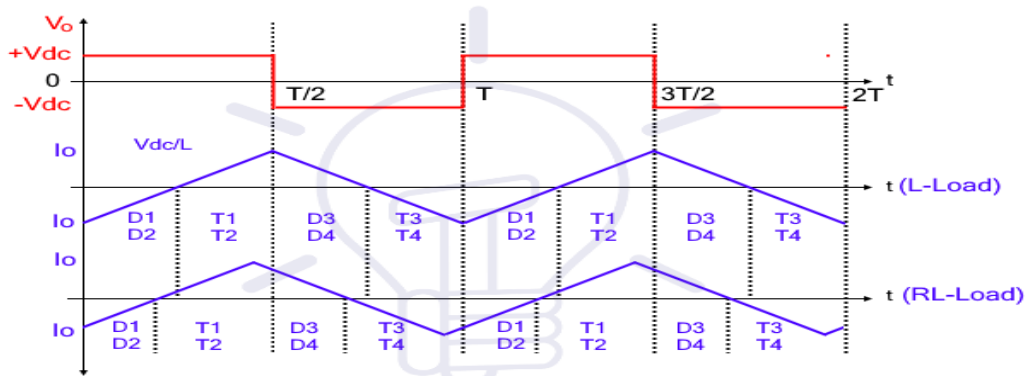 Vo
+Vdc
0
-Vdc
T/2 T 3T/2 2T
t
Io Vdc/L
t (L-Load)
Io D1 T1 D3 T3 D1 T1 D3 T3
D2 T2 D4 T4 D2 T2 D4 T4
Io
t (RL-Load)
Io D1 T1 D3 T3 D1 T1 D3 T3
D2 T2 D4 T4 D2 T2 D4 T4